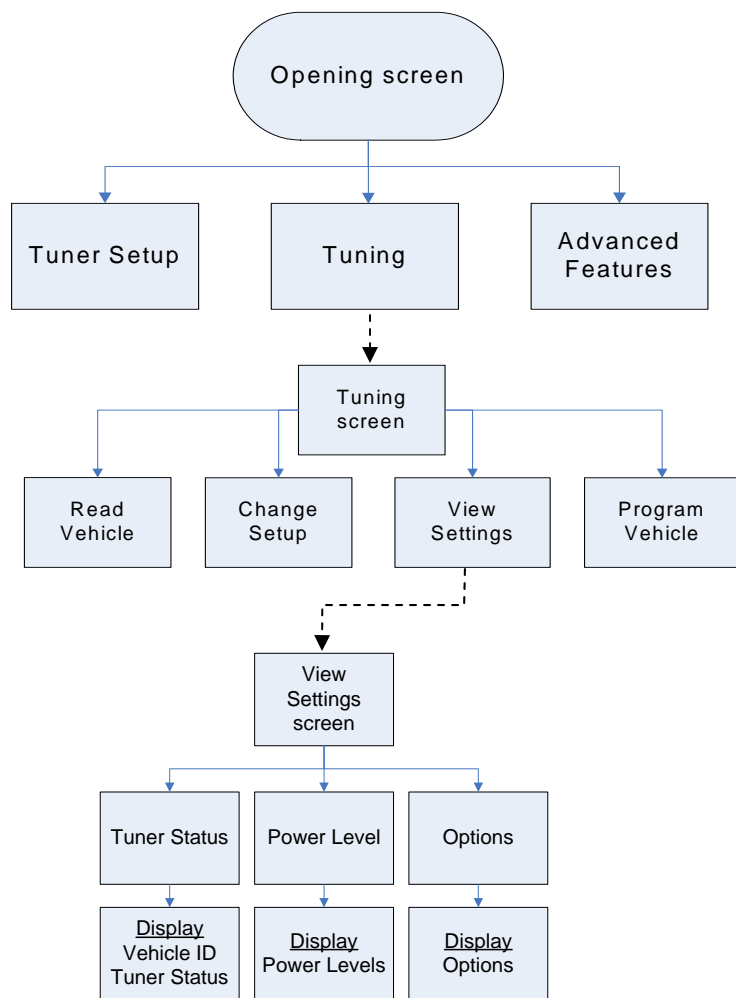 Opening screen
Tuner Setup
Tuning
Advanced
Features
Tuning
screen
Read
Vehicle
Change
Setup
View
Settings
Program
Vehicle
View
Settings
screen
Tuner Status
Power Level
Options
Display
Vehicle ID
Tuner Status
Display
Power Levels
Display
Options